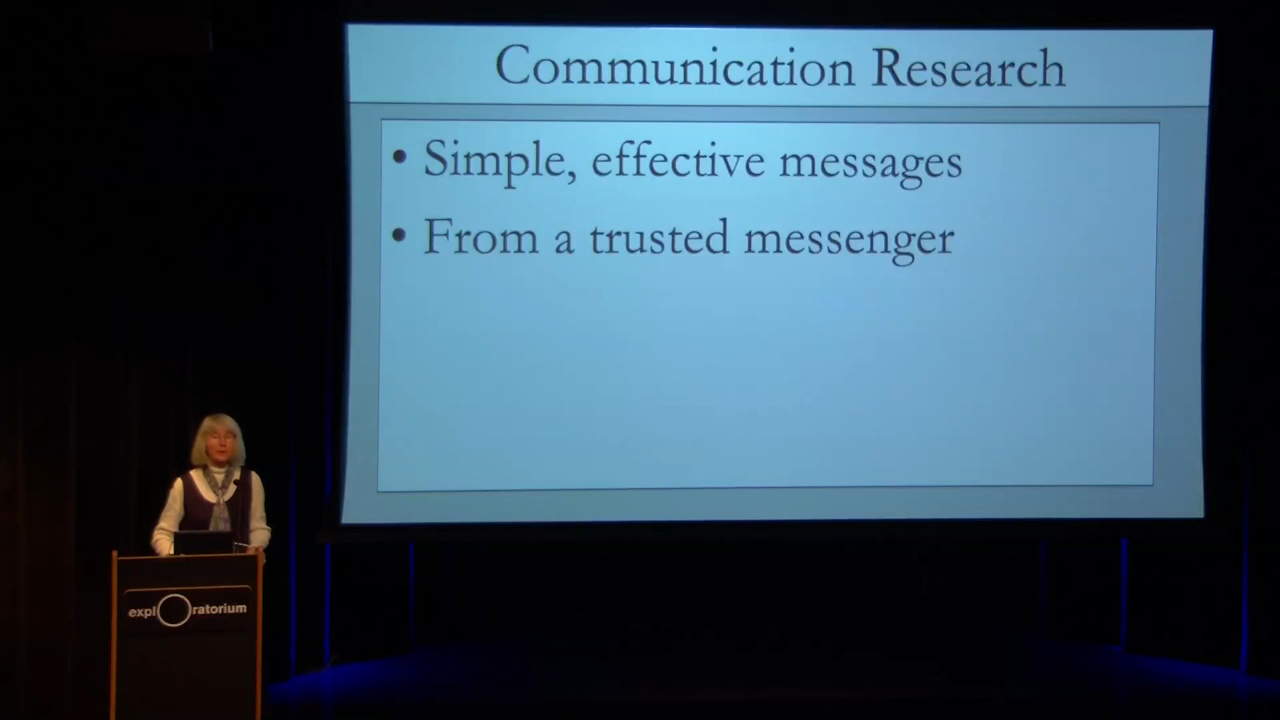 Communication Research
• Simple, effective messages
• From a trusted messenger
exploratorium